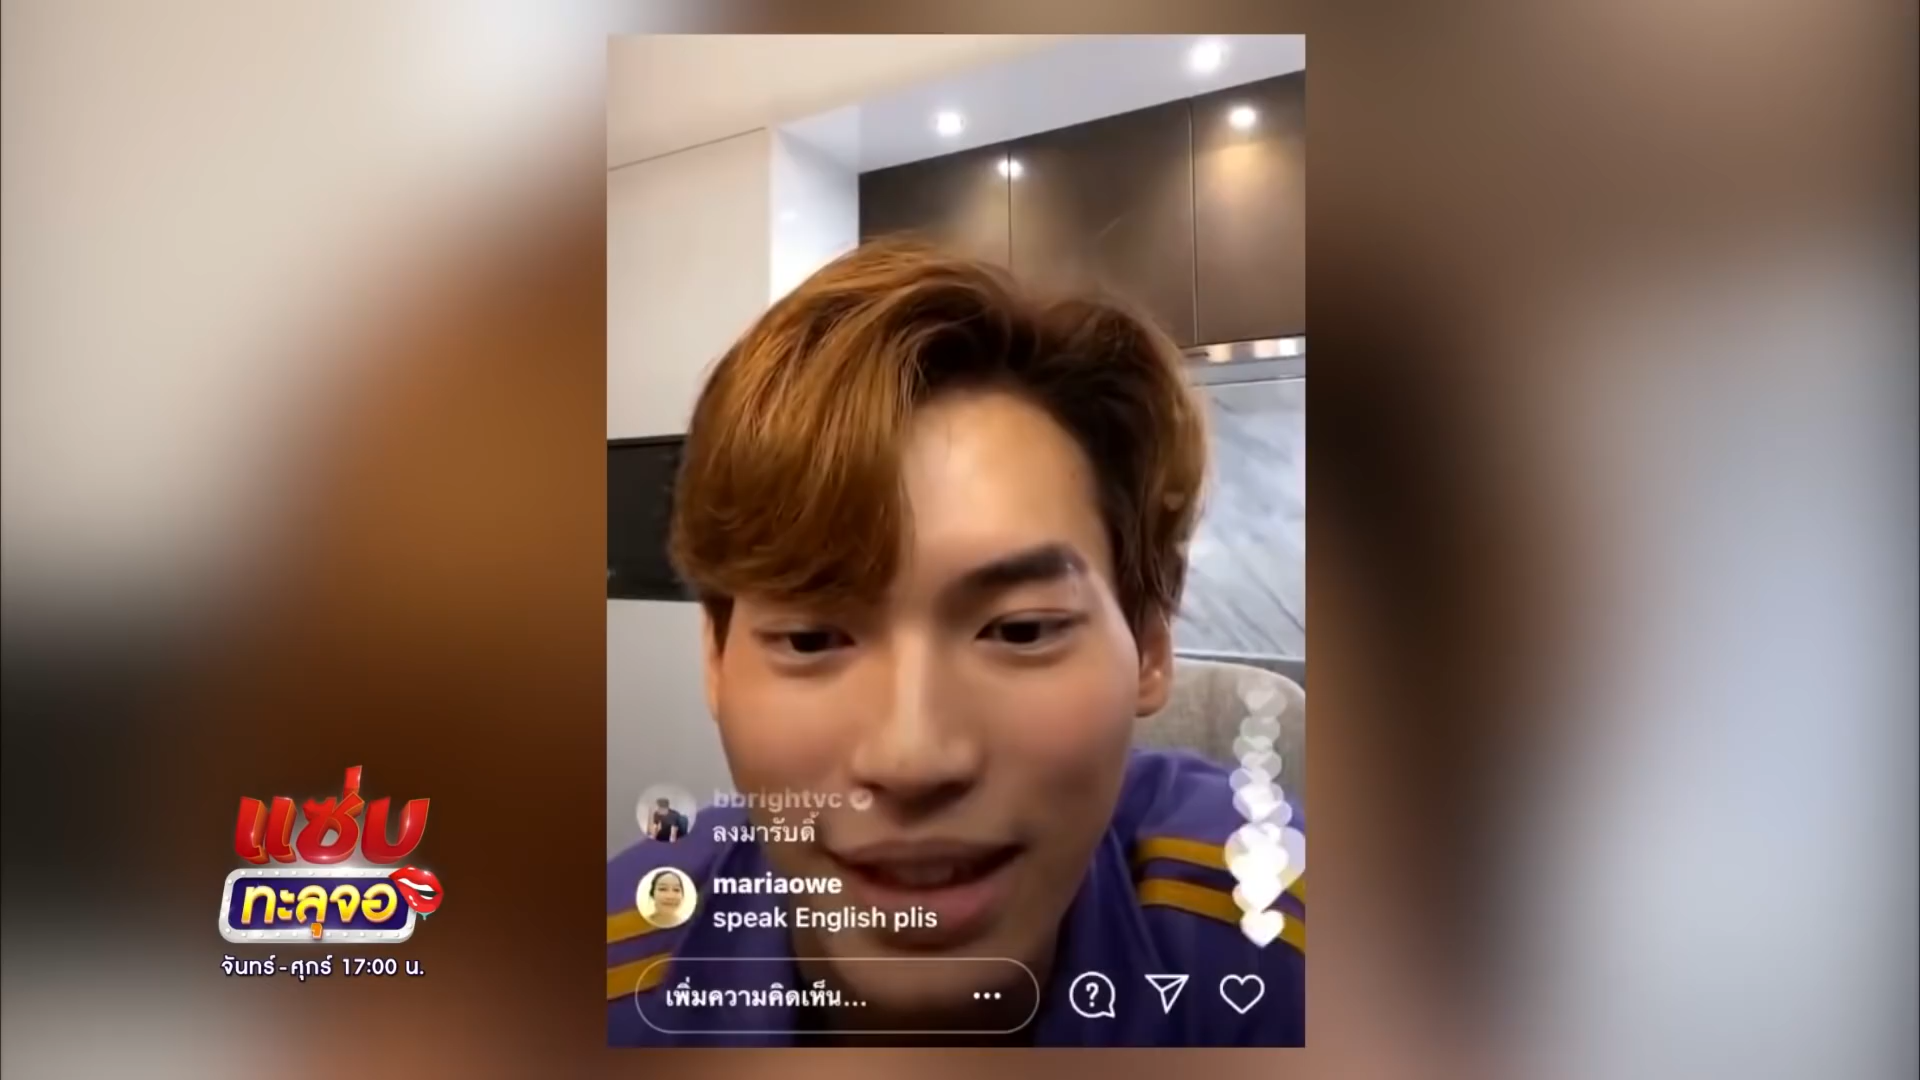 bbrightvc
ลงมารับดิ้
mariaowe
speak English plis
เพิ่มความคิดเห็น...
แซ่บ
ทะลุจอ
จันทร์-ศุกร์ 17:00 น.